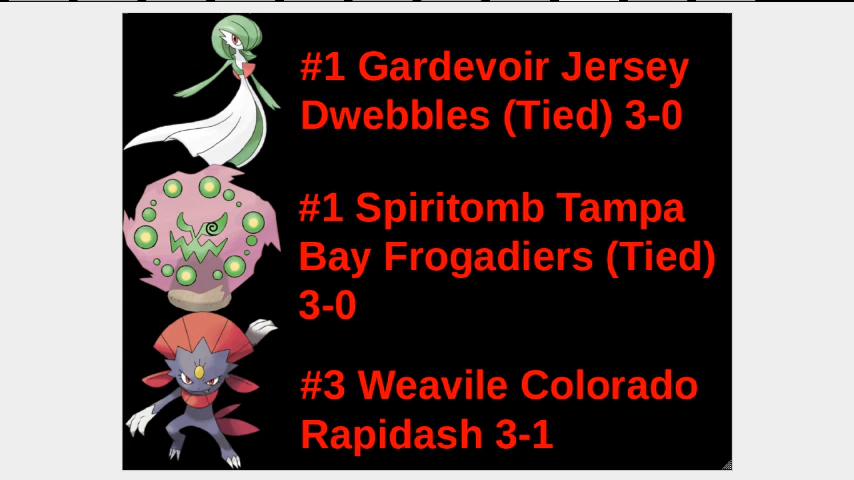 #1 Gardevoir Jersey
Dwebbles (Tied) 3-0
#1 Spiritomb Tampa
Bay Frogadiers (Tied)
3-0
#3 Weavile Colorado
Rapidash 3-1